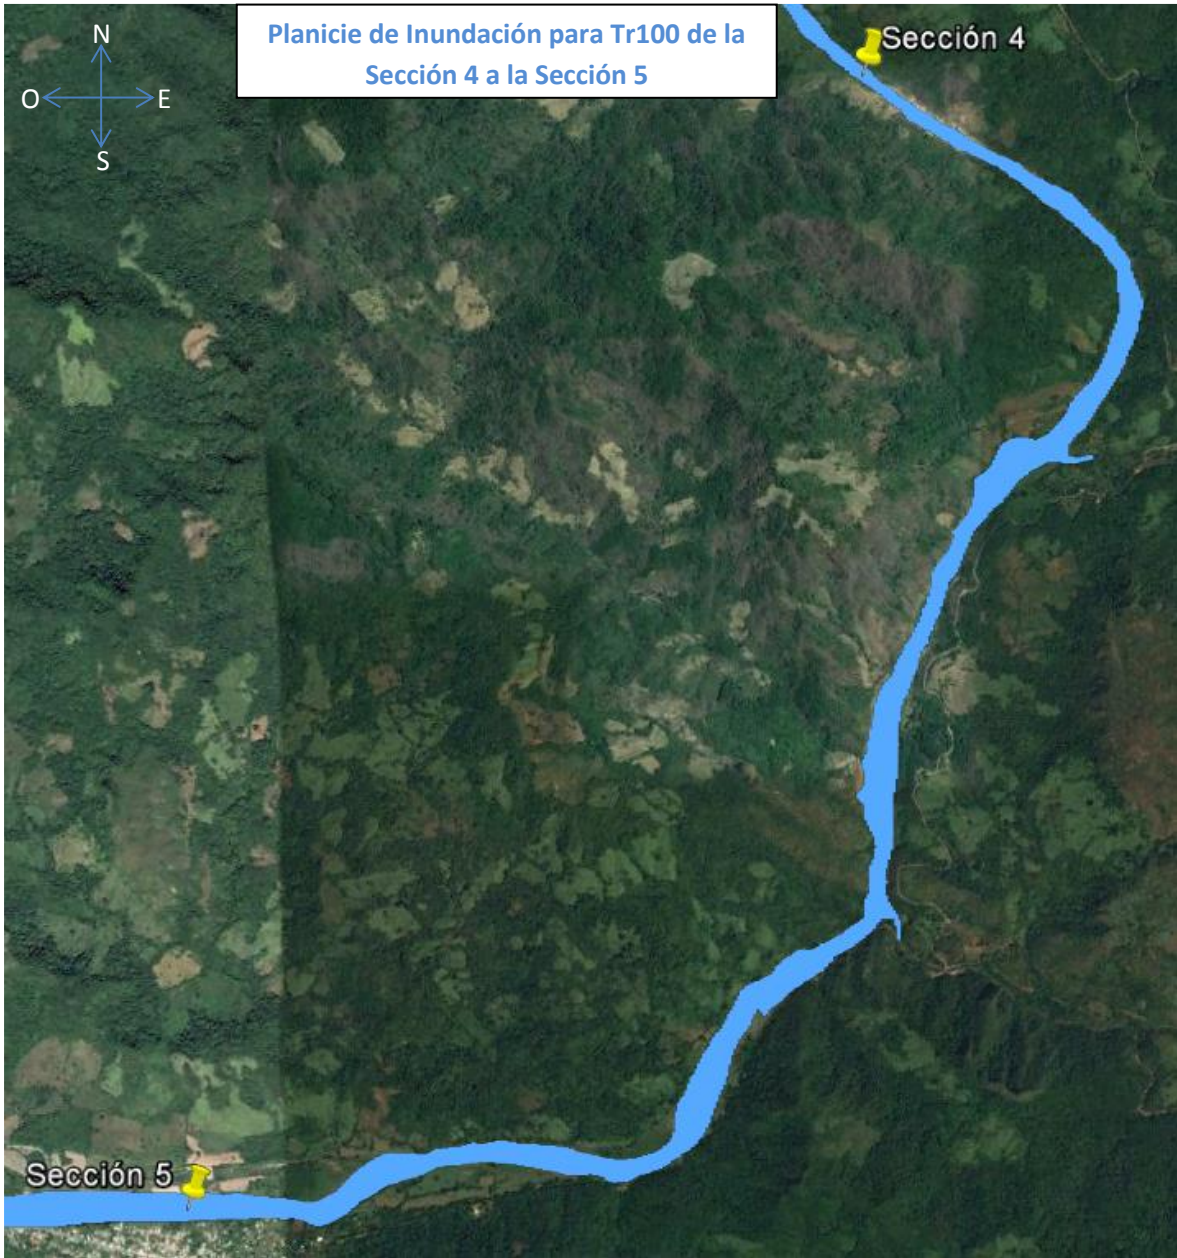 Planicie de Inundación para Tr100 de la
Sección 4 a la Sección 5
N
O E
S
Sección 4
Sección 5